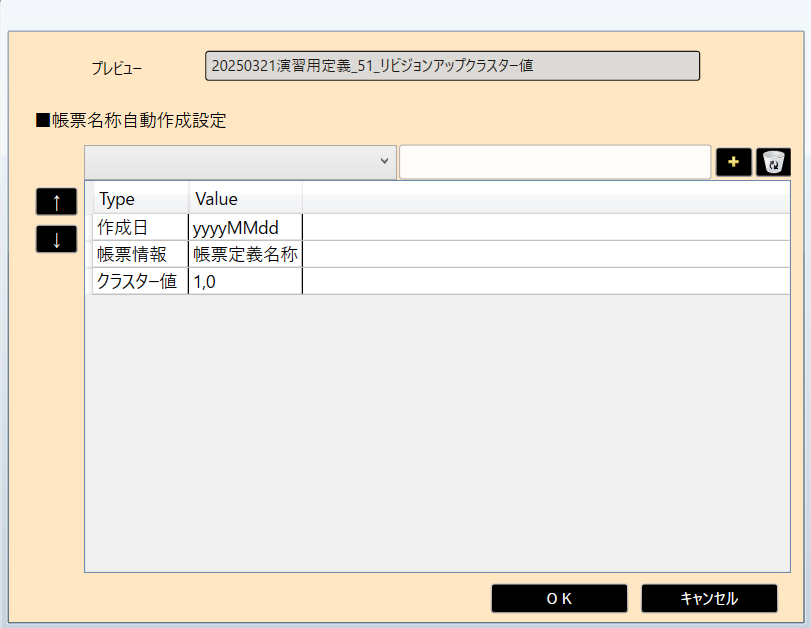 プレビュー 20250321演習用定義_51_リビジョンアップクラスター値
■帳票名称自動作成設定
+
↑ Type Value
作成日 yyyyMMdd
↓ 帳票情報 帳票定義名称
クラスター値 1,0
OK キャンセル